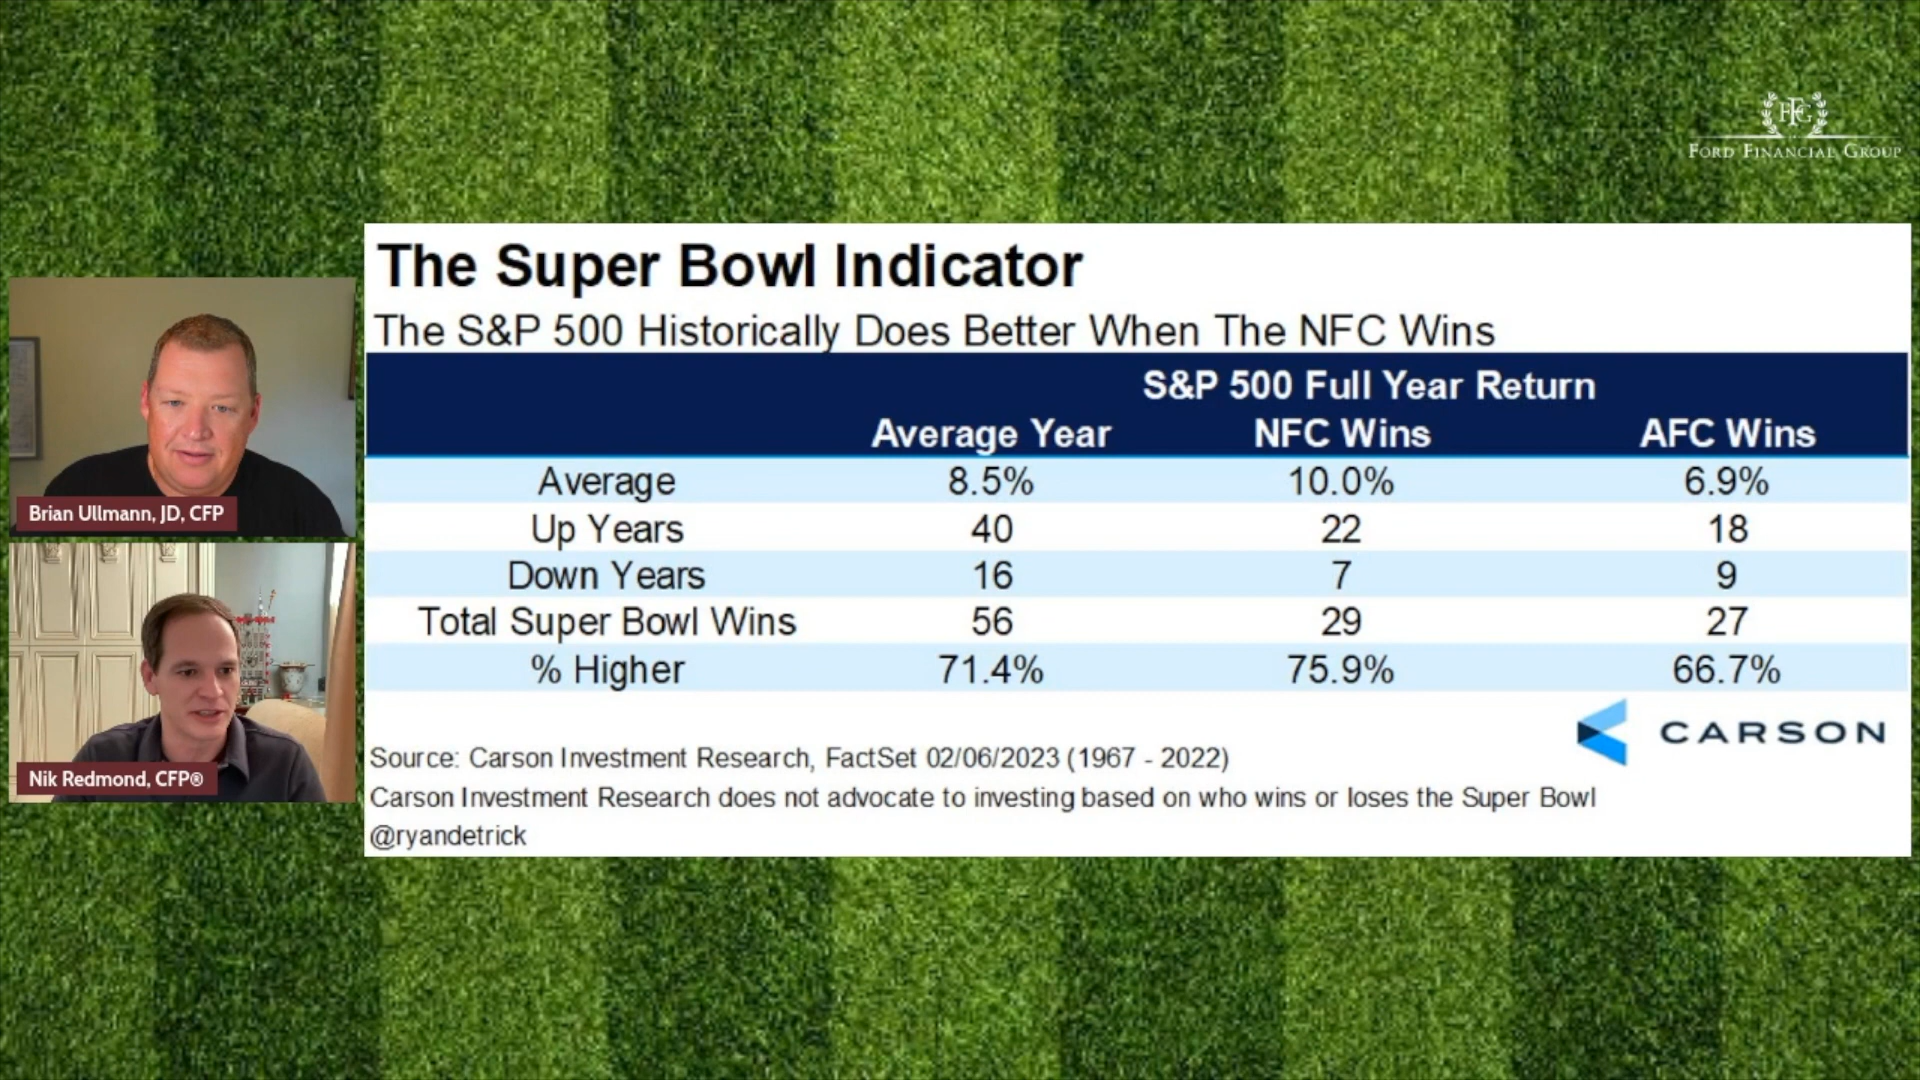 HFG
FORD FINANCIAL GROUP
The Super Bowl Indicator
The S&P 500 Historically Does Better When The NFC Wins
S&P 500 Full Year Return
Average Year NFC Wins AFC Wins
Average 8.5% 10.0% 6.9%
Up Years 40 22 18
Down Years 16 7 9
Total Super Bowl Wins 56 29 27
% Higher 71.4% 75.9% 66.7%
CARSON
Source: Carson Investment Research, FactSet 02/06/2023 (1967 - 2022)
Carson Investment Research does not advocate to investing based on who wins or loses the Super Bowl
@ryandetrick
Brian Ullmann, JD, CFP
Nik Redmond, CFP®